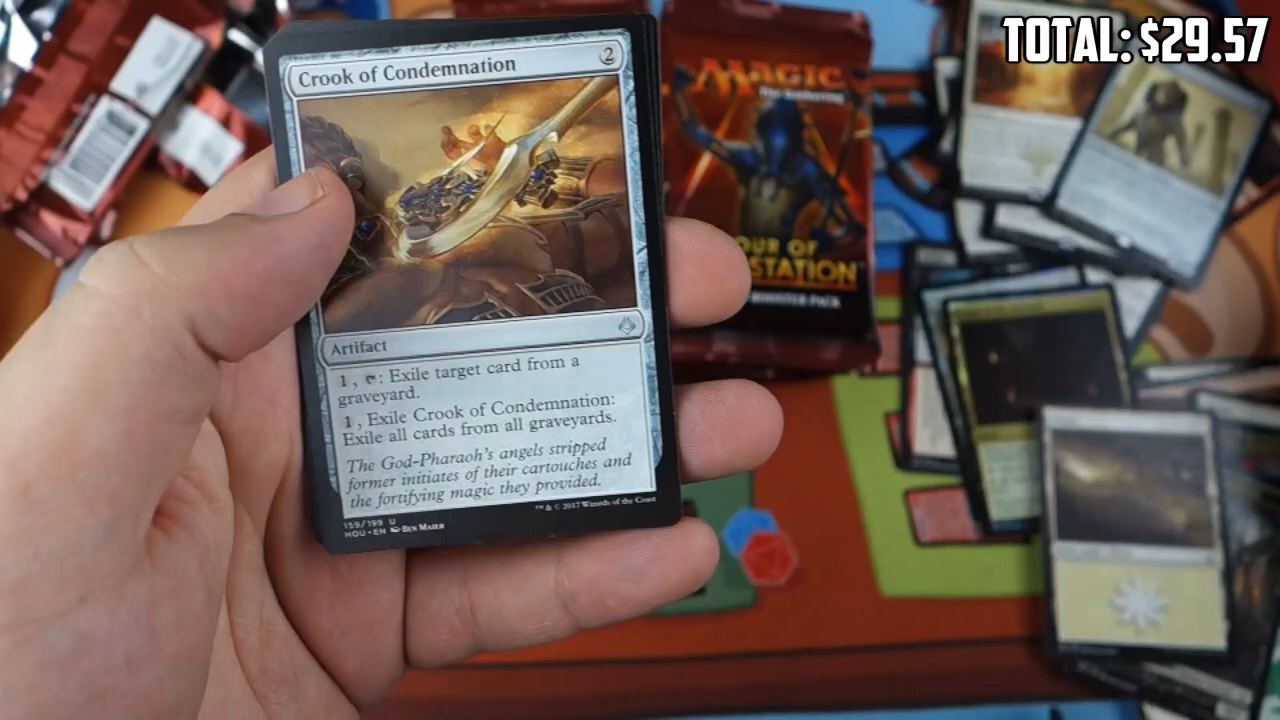 TOTAL: $29.57
Crook of Condemnation
2
Artifact
1, : Exile target card from a
graveyard.
1, Exile Crook of Condemnation:
Exile all cards from all graveyards.
The God-Pharaoh's angels stripped
former initiates of their cartouches and
the fortifying magic they provided.
159/199 U
HOU • EN BEN MAIER
™ & © 2017 Wizards of the Coast
MAGIC
The Gathering
OUR OF
STATION
BOOSTER PACK